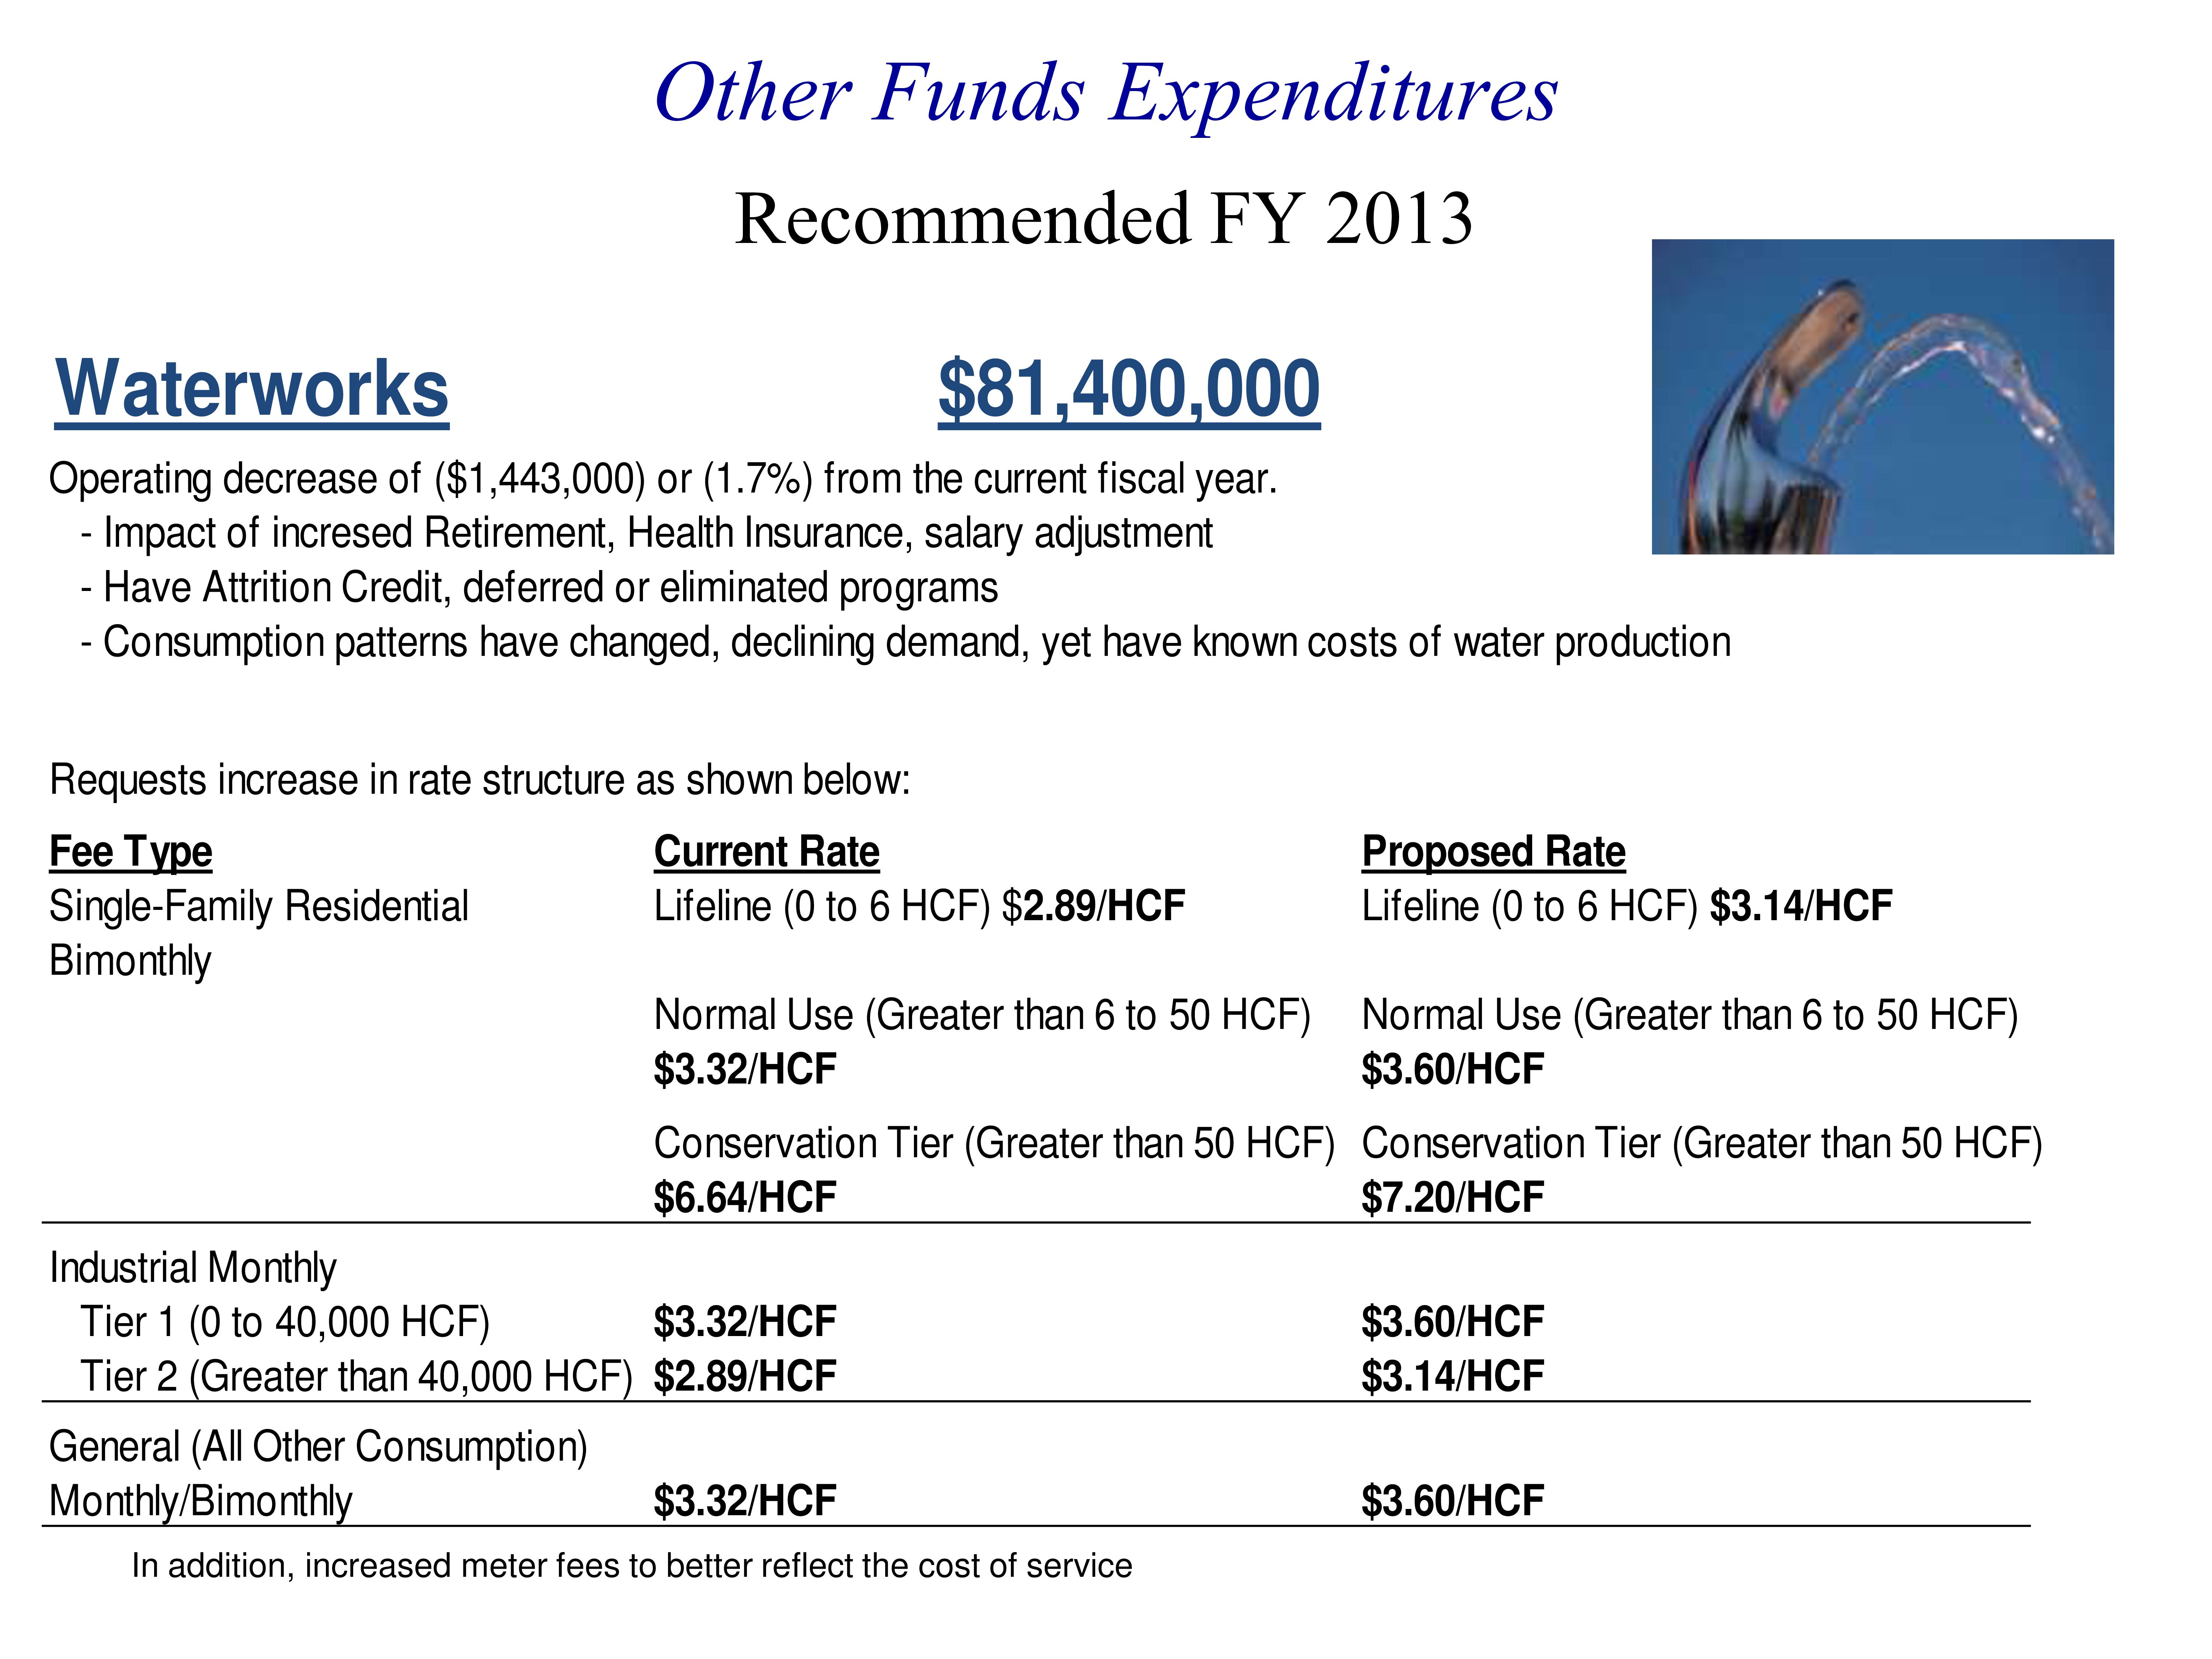 Other Funds Expenditures
Recommended FY 2013
Waterworks $81,400,000
Operating decrease of ($1,443,000) or (1.7%) from the current fiscal year.
- Impact of incresed Retirement, Health Insurance, salary adjustment
- Have Attrition Credit, deferred or eliminated programs
- Consumption patterns have changed, declining demand, yet have known costs of water production
Requests increase in rate structure as shown below:
Fee Type Current Rate Proposed Rate
Single-Family Residential Lifeline (0 to 6 HCF) $2.89/HCF Lifeline (0 to 6 HCF) $3.14/HCF
Bimonthly
Normal Use (Greater than 6 to 50 HCF) Normal Use (Greater than 6 to 50 HCF)
$3.32/HCF $3.60/HCF
Conservation Tier (Greater than 50 HCF) Conservation Tier (Greater than 50 HCF)
$6.64/HCF $7.20/HCF
Industrial Monthly
Tier 1 (0 to 40,000 HCF) $3.32/HCF $3.60/HCF
Tier 2 (Greater than 40,000 HCF) $2.89/HCF $3.14/HCF
General (All Other Consumption)
Monthly/Bimonthly $3.32/HCF $3.60/HCF
In addition, increased meter fees to better reflect the cost of service